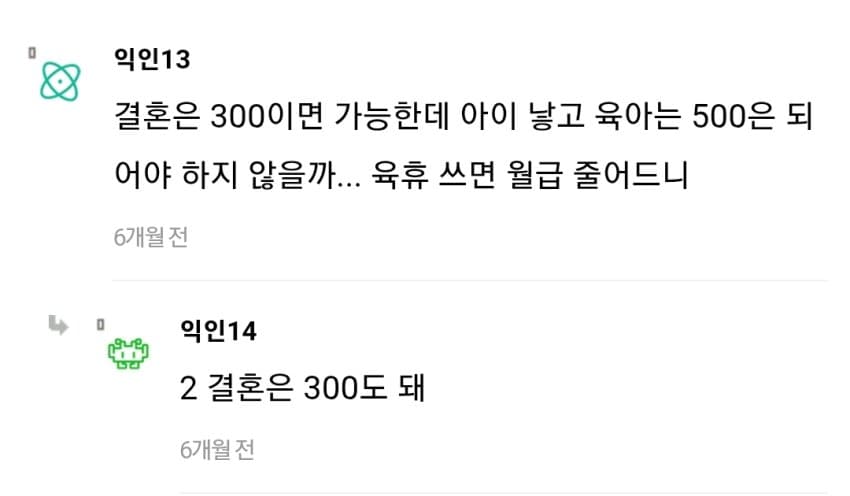 익인13
결혼은 300이면 가능한데 아이 낳고 육아는 500은 되
어야 하지 않을까... 육휴 쓰면 월급 줄어드니
6개월 전
익인14
2 결혼은 300도 돼
6개월 전